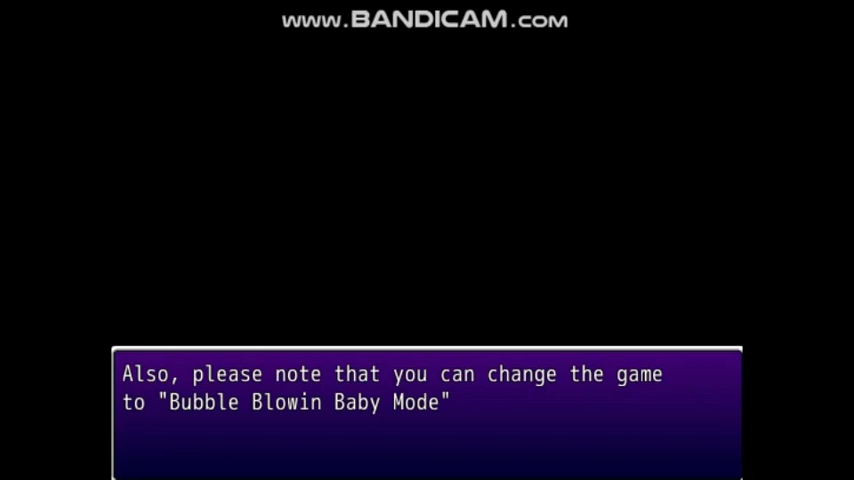 www.BANDICAM.COM
Also, please note that you can change the game
to "Bubble Blowin Baby Mode"